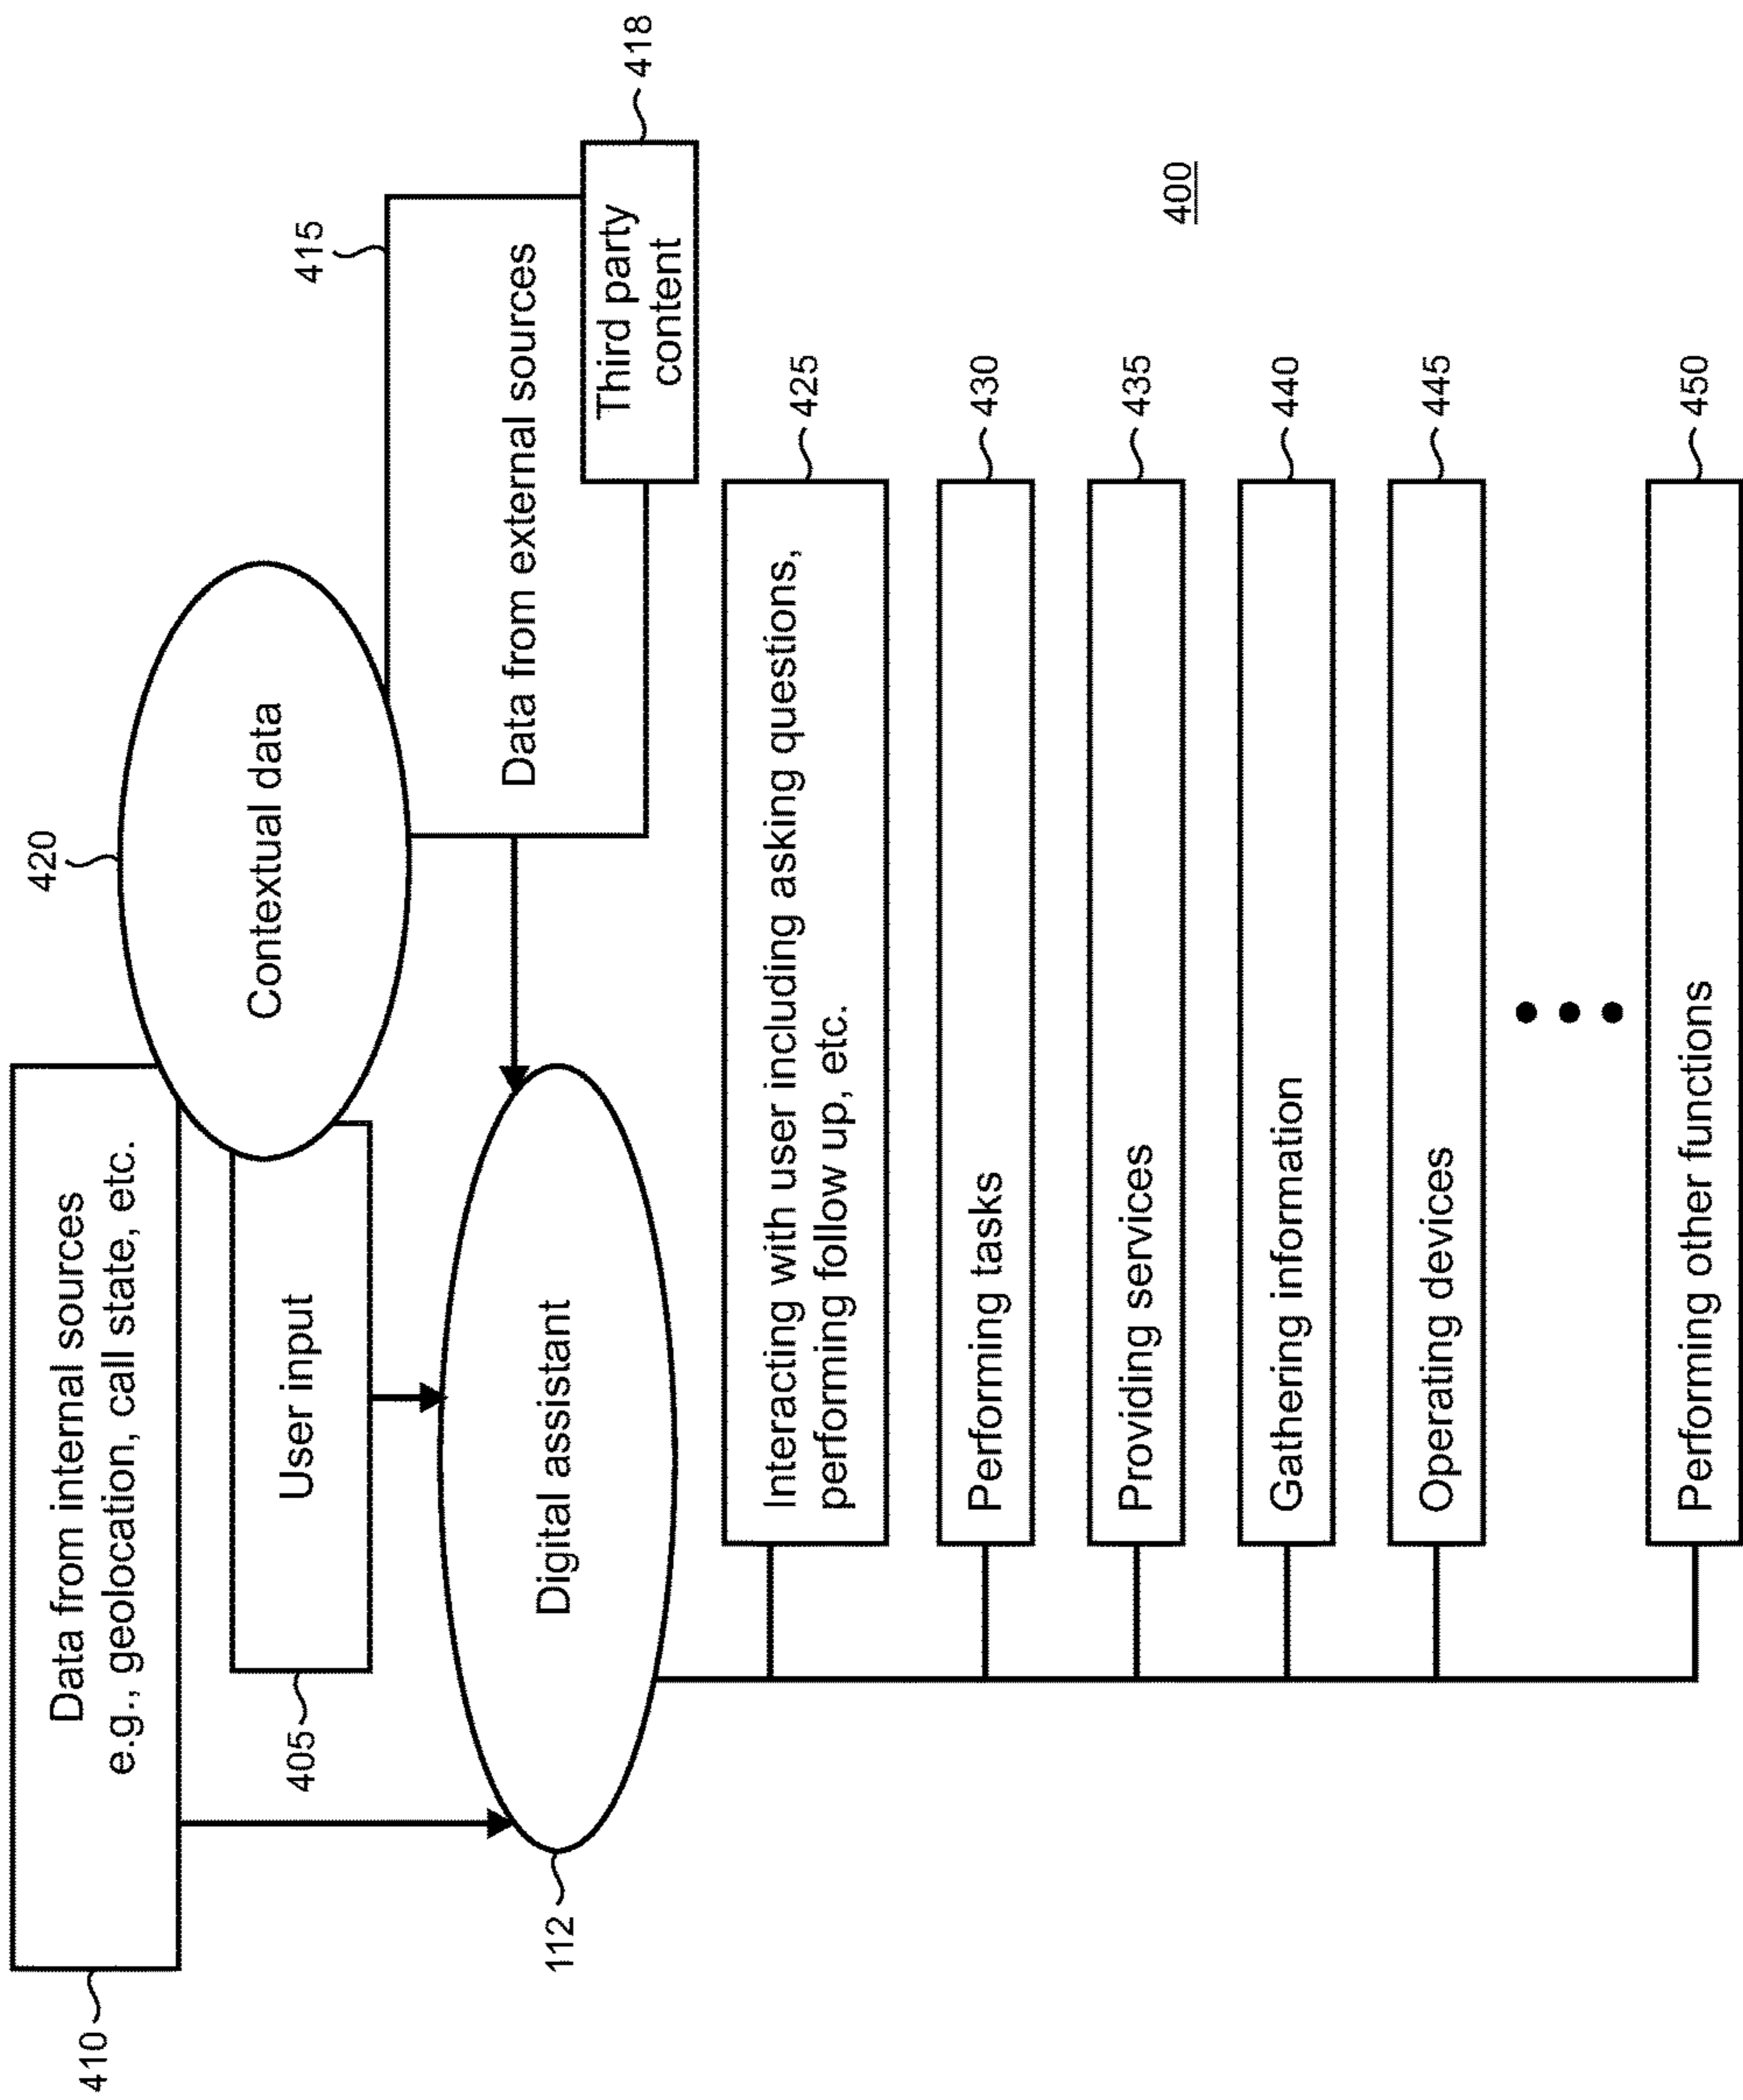 410
Data from internal sources
e.g., geolocation, call state, etc.
420
Contextual data
405
User input
415
Data from external sources
418
Third party
content
112
Digital assistant
Interacting with user including asking questions,
performing follow up, etc.
425
400
Performing tasks
430
Providing services
435
Gathering information
440
Operating devices
445
Performing other functions
450